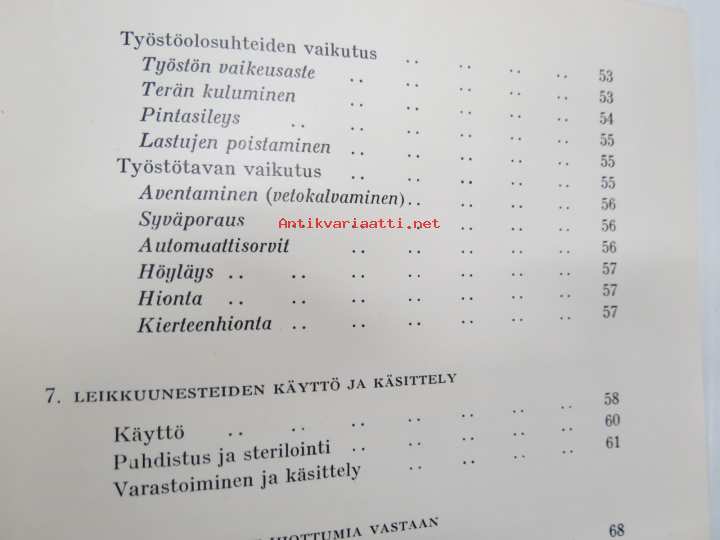 Työstöolosuhteiden vaikutus .. .. .. .. 53
Työstön vaikeusaste .. .. .. .. .. 53
Terän kuluminen .. .. .. .. .. 54
Pintasileys .. .. .. .. .. .. 55
Lastujen poistaminen .. .. .. .. .. 55
Työstötavan vaikutus .. .. .. .. .. 55
Aventaminen (vetokalvaminen) .. .. .. .. 56
Syväporaus .. .. .. .. .. 56
Automaattisorvit .. .. .. .. .. 56
Höyläys .. .. .. .. .. .. .. 57
Hionta .. .. .. .. .. .. .. 57
Kierteenhionta .. .. .. .. .. .. 57
Antikvariaatti.net
7. LEIKKUUNESTEIDEN KÄYTTÖ JA KÄSITTELY
Käyttö .. .. .. .. .. .. .. 58
Puhdistus ja sterilointi .. .. .. .. .. 60
Varastoiminen ja käsittely .. .. .. .. 61
VASTAAN 68